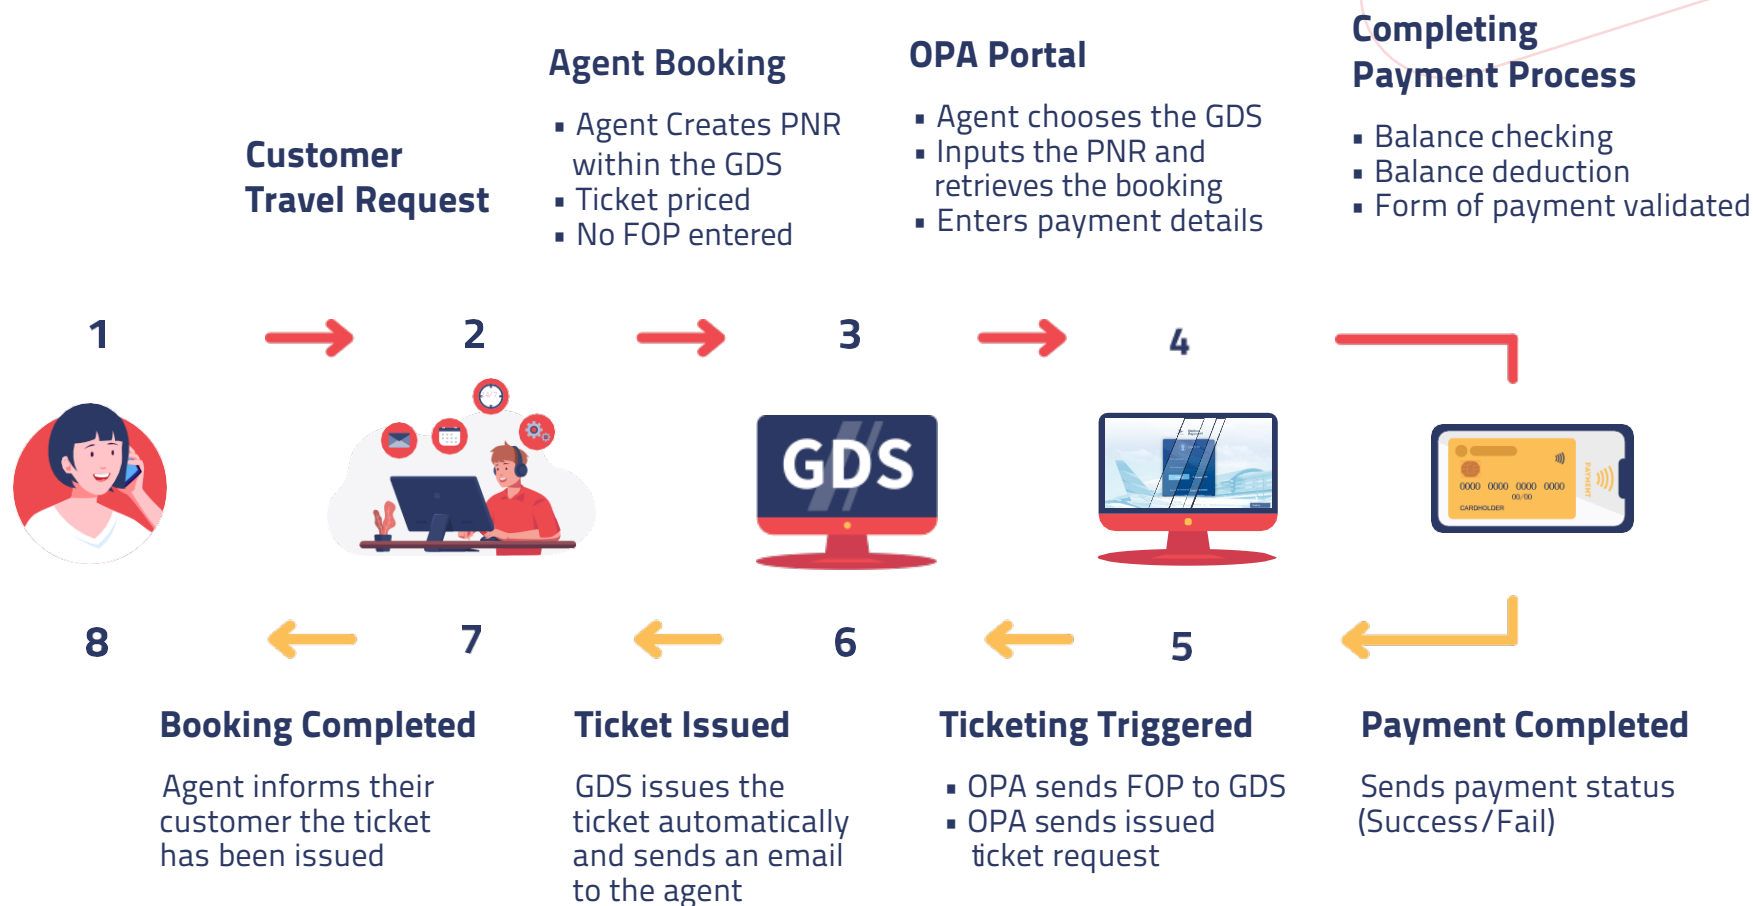 Customer
Travel Request
Agent Booking
▪ Agent Creates PNR
within the GDS
▪ Ticket priced
▪ No FOP entered
OPA Portal
▪ Agent chooses the GDS
▪ Inputs the PNR and
retrieves the booking
▪ Enters payment details
Completing
Payment Process
▪ Balance checking
▪ Balance deduction
▪ Form of payment validated
1
2
3
4
GDS
PAYMENT
0000 0000 0000 0000
00/00
CARDHOLDER
8
7
6
5
Booking Completed
Agent informs their
customer the ticket
has been issued
Ticket Issued
GDS issues the
ticket automatically
and sends an email
to the agent
Ticketing Triggered
▪ OPA sends FOP to GDS
▪ OPA sends issued
ticket request
Payment Completed
Sends payment status
(Success/Fail)